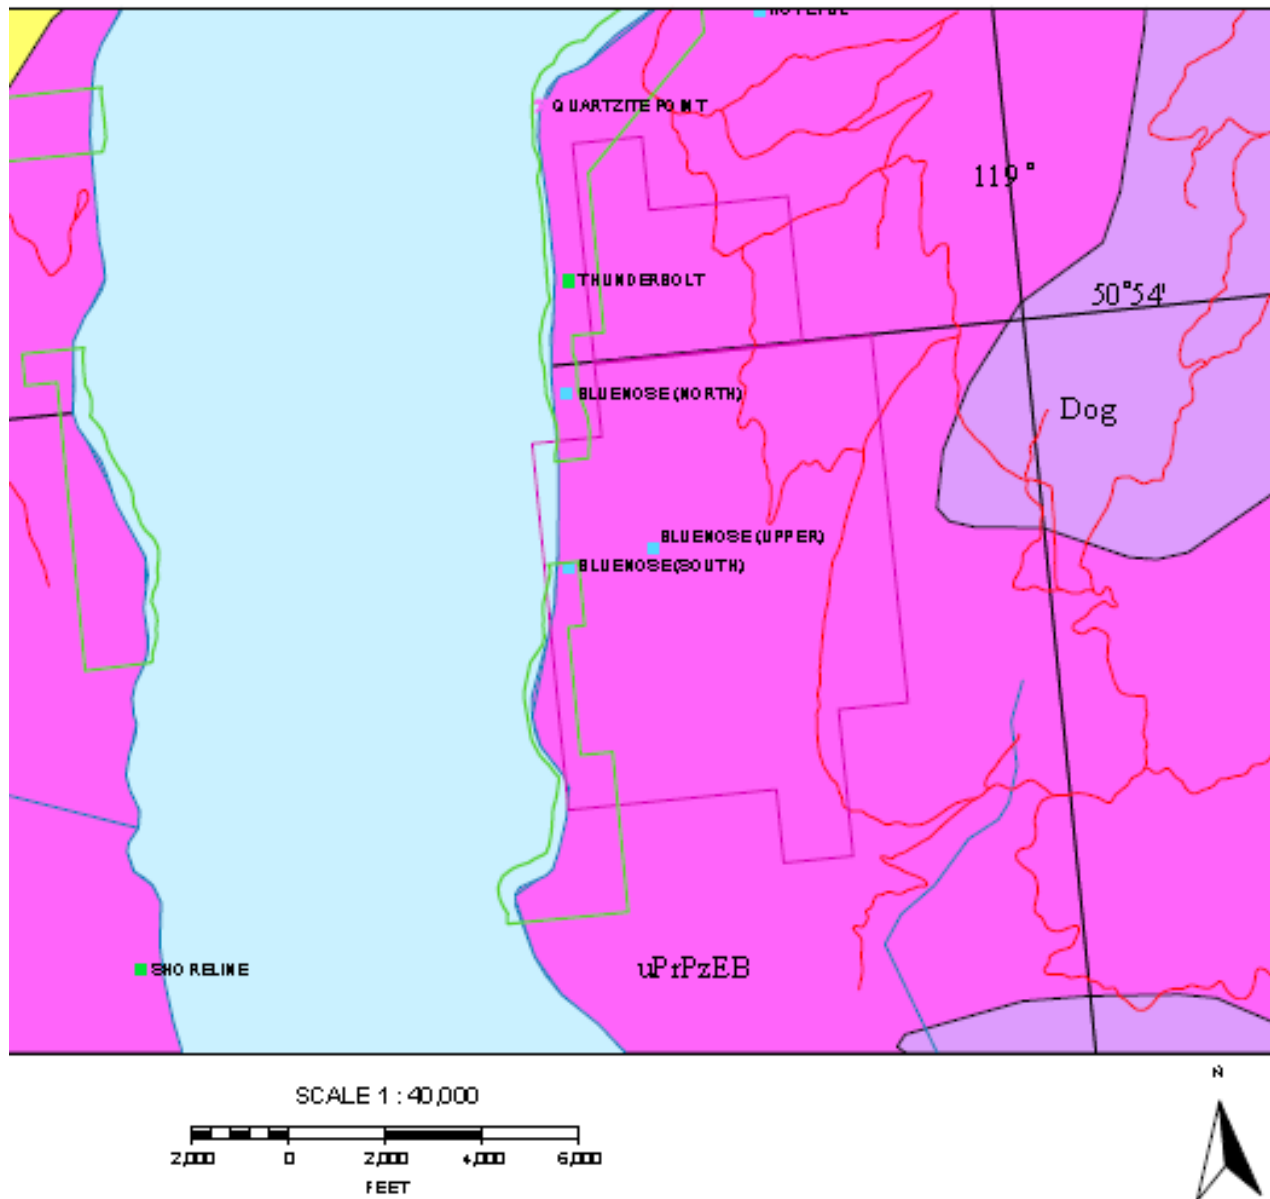 QUARTZITE POINT
119°
THUNDERBOLT
50°54'
BLUENOSE (NORTH)
Dog
BLUENOSE (UPPER)
BLUENOSE (SOUTH)
uPrPzEB
SHORELINE
SCALE 1 : 40,000
2,000 0 2,000 4,000 6,000
FEET
N